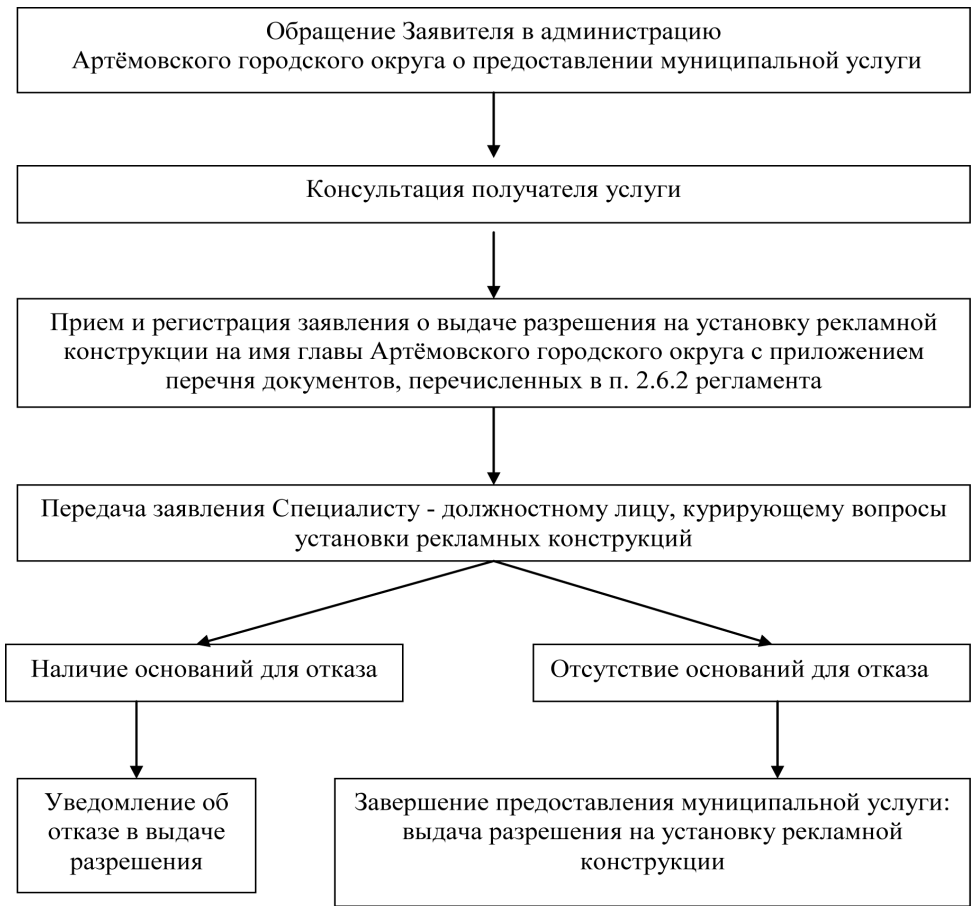 Обращение Заявителя в администрацию
Артёмовского городского округа о предоставлении муниципальной услуги
Консультация получателя услуги
Прием и регистрация заявления о выдаче разрешения на установку рекламной
конструкции на имя главы Артёмовского городского округа с приложением
перечня документов, перечисленных в п. 2.6.2 регламента
Передача заявления Специалисту - должностному лицу, курирующему вопросы
установки рекламных конструкций
Наличие оснований для отказа
Отсутствие оснований для отказа
Уведомление об
отказе в выдаче
разрешения
Завершение предоставления муниципальной услуги:
выдача разрешения на установку рекламной
конструкции